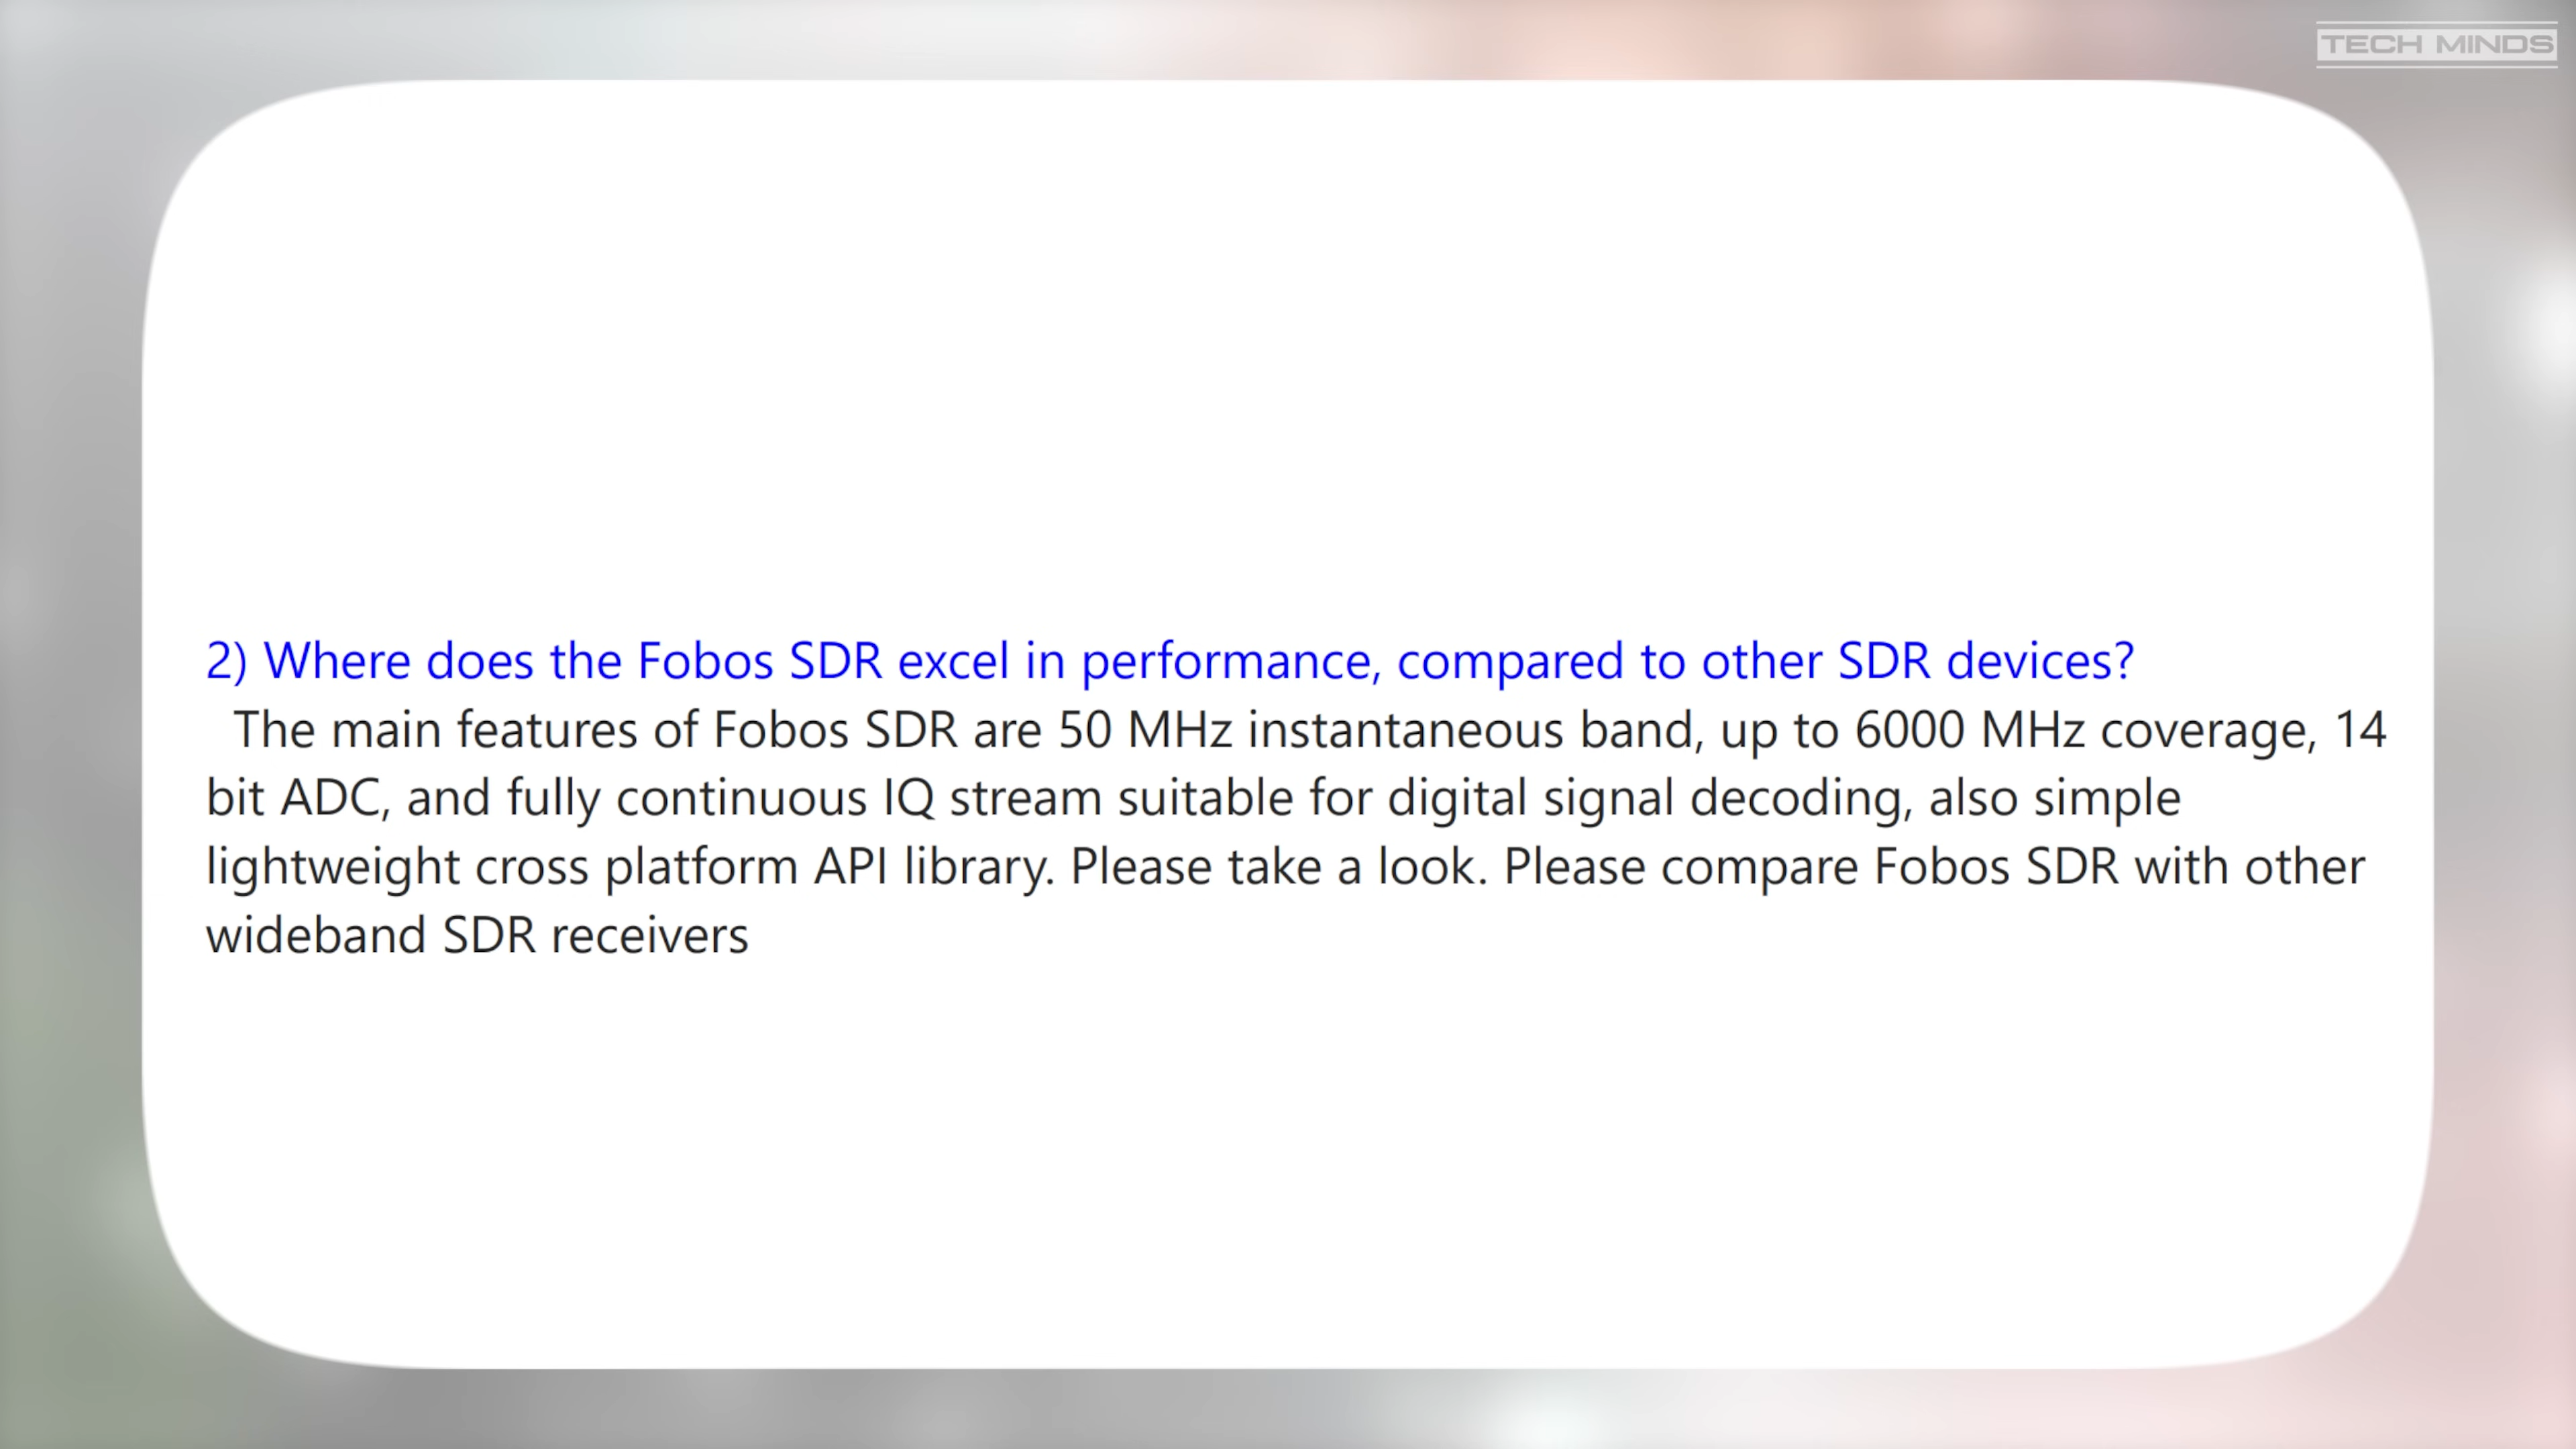 TECH MINDS
2) Where does the Fobos SDR excel in performance, compared to other SDR devices?
The main features of Fobos SDR are 50 MHz instantaneous band, up to 6000 MHz coverage, 14
bit ADC, and fully continuous IQ stream suitable for digital signal decoding, also simple
lightweight cross platform API library. Please take a look. Please compare Fobos SDR with other
wideband SDR receivers